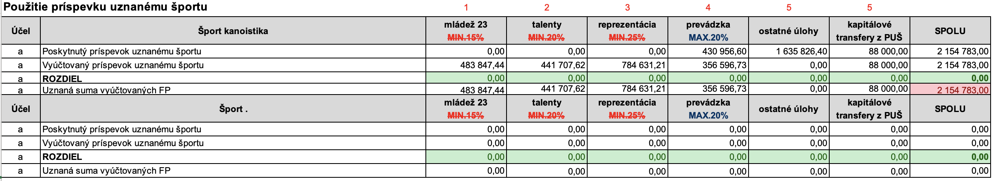 Použitie príspevku uznanému športu 1 2 3 4 5 5
Účel Šport kanoistika mládež 23 MIN.15% talenty MIN.20% reprezentácia MIN.25% prevádzka MAX.20% ostatné úlohy kapitálové transfery z PUŠ SPOLU
a Poskytnutý príspevok uznanému športu 0,00 0,00 0,00 430 956,60 1 635 826,40 88 000,00 2 154 783,00
a Vyúčtovaný príspevok uznanému športu 483 847,44 441 707,62 784 631,21 356 596,73 0,00 88 000,00 2 154 783,00
a ROZDIEL 0,00 0,00 0,00 0,00 0,00 0,00 0,00
a Uznaná suma vyúčtovaných FP 483 847,44 441 707,62 784 631,21 356 596,73 0,00 88 000,00 2 154 783,00
Účel Šport . mládež 23 MIN.15% talenty MIN.20% reprezentácia MIN.25% prevádzka MAX.20% ostatné úlohy kapitálové transfery z PUŠ SPOLU
a Poskytnutý príspevok uznanému športu 0,00 0,00 0,00 0,00 0,00 0,00 0,00
a Vyúčtovaný príspevok uznanému športu 0,00 0,00 0,00 0,00 0,00 0,00 0,00
a ROZDIEL 0,00 0,00 0,00 0,00 0,00 0,00 0,00
a Uznaná suma vyúčtovaných FP 0,00 0,00 0,00 0,00 0,00 0,00 0,00